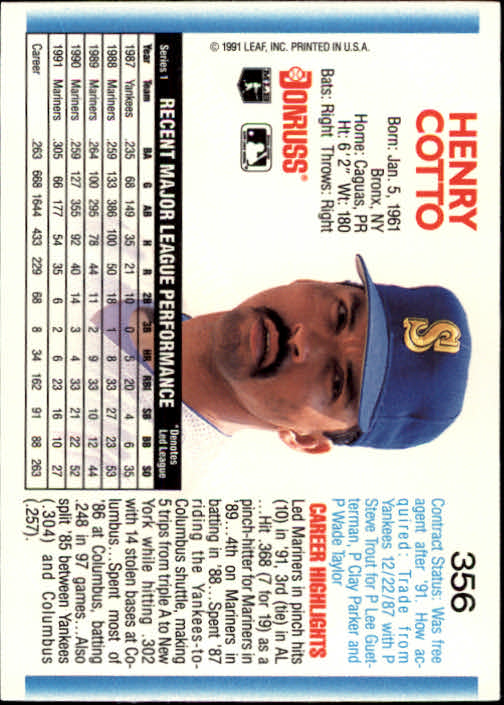 356
HENRY
COTTO
Born: Jan. 5, 1961
Bronx, NY
Home: Caguas, PR
Ht: 6' 2" Wt: 180
Bats: Right Throws: Right
DONRUSS®
MLBPA
© 1991 LEAF, INC. PRINTED IN U.S.A.
S
Contract Status: Was free
agent after '91. How ac-
quired: Trade from
Yankees 12/22/87 with P
Steve Trout for P Lee Guet-
terman, P Clay Parker and
P Wade Taylor
CAREER HIGHLIGHTS
Led Mariners in pinch hits
(10) in '91, 3rd (tie) in AL
...Hit .368 (7 for 19) as a
pinch-hitter for Mariners in
89...4th on Mariners in
batting in '88...Spent '87
riding the Yankees-to-
Columbus shuttle, making
5 trips from triple A to New
York while hitting .302
with 14 stolen bases at Co-
lumbus...Spent most of
'86 at Columbus, batting
.248 in 97 games...Also
split '85 between Yankees
(.304) and Columbus
(.257).
Series 1 RECENT MAJOR LEAGUE PERFORMANCE *Denotes Led League
Year Team BA G AB H R 2B 3B HR RBI SB BB SO
1987 Yankees .235 68 149 35 21 10 0 5 20 4 6 35
1988 Mariners .259 133 386 100 50 18 1 8 33 27 23 53
1989 Mariners .264 100 295 78 44 11 2 9 33 10 12 44
1990 Mariners .259 127 355 92 40 14 3 4 33 21 22 52
1991 Mariners .305 66 177 54 35 6 2 6 23 16 10 27
Career .263 668 1644 433 229 68 8 34 162 91 88 263